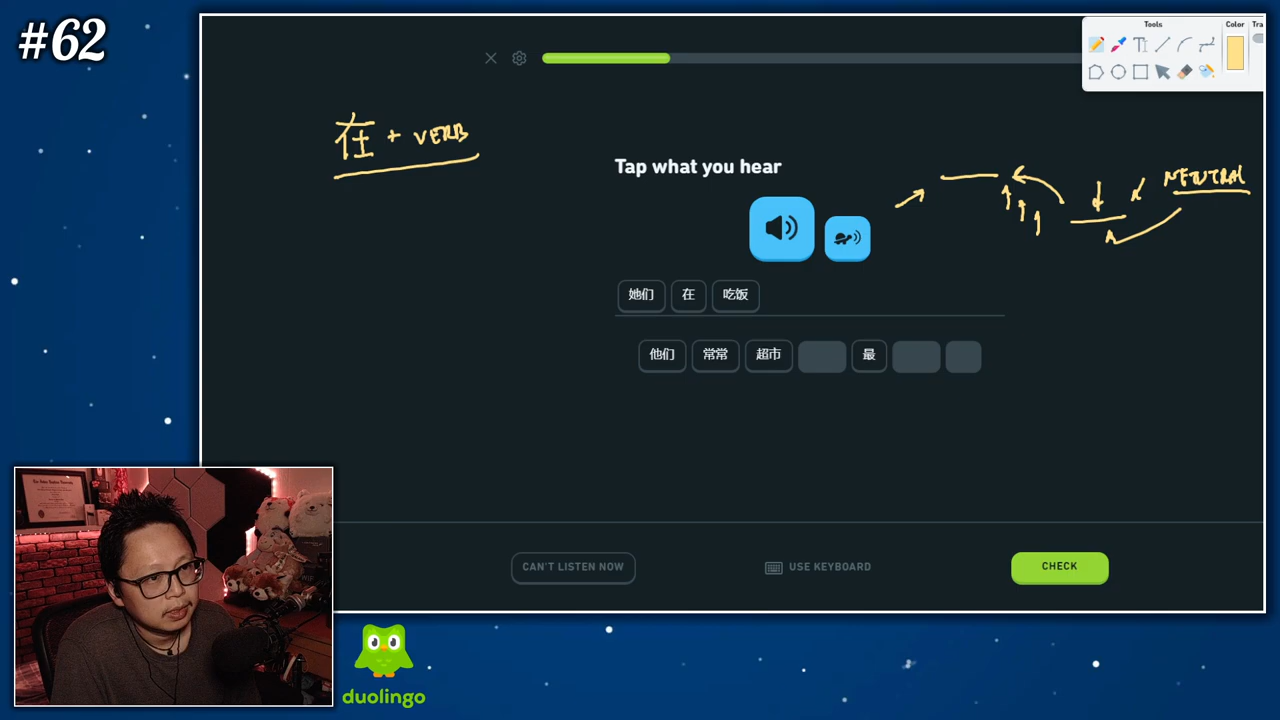 #62
Tools
Color
Tra
在 + VERB
Tap what you hear
NEUTRAL
她们 在 吃饭
他们 常常 超市 最
CAN'T LISTEN NOW
USE KEYBOARD
CHECK
duolingo